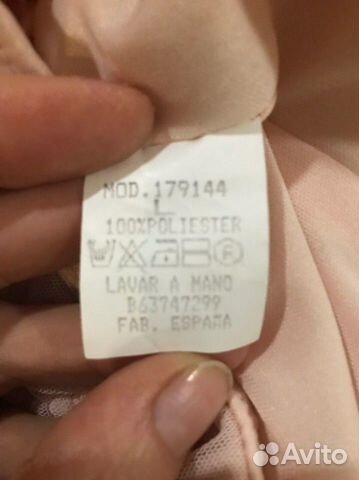 MOD.179144
L
100%POLIESTER
P
LAVAR A MANO
B63747299
FAB. ESPAÑA
Avito